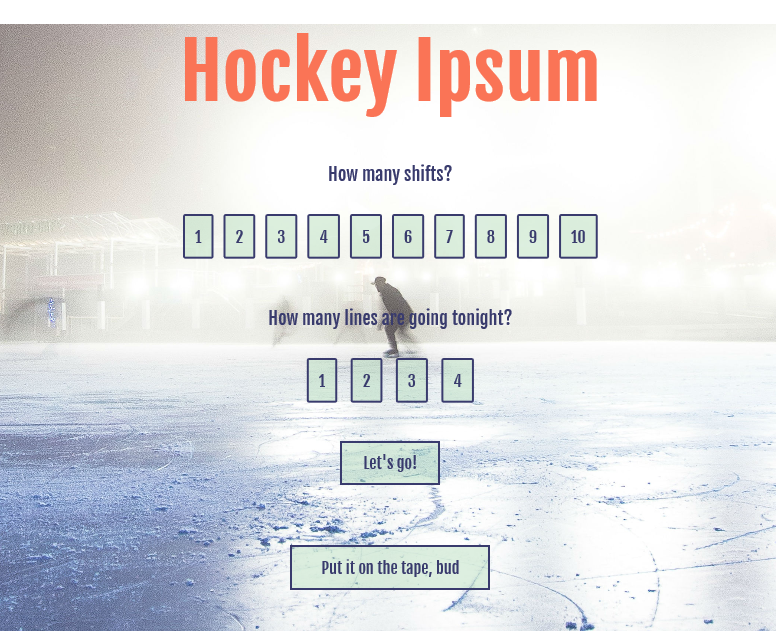 Hockey Ipsum
How many shifts?
1 2 3 4 5 6 7 8 9 10
How many lines are going tonight?
1 2 3 4
Let's go!
Put it on the tape, bud